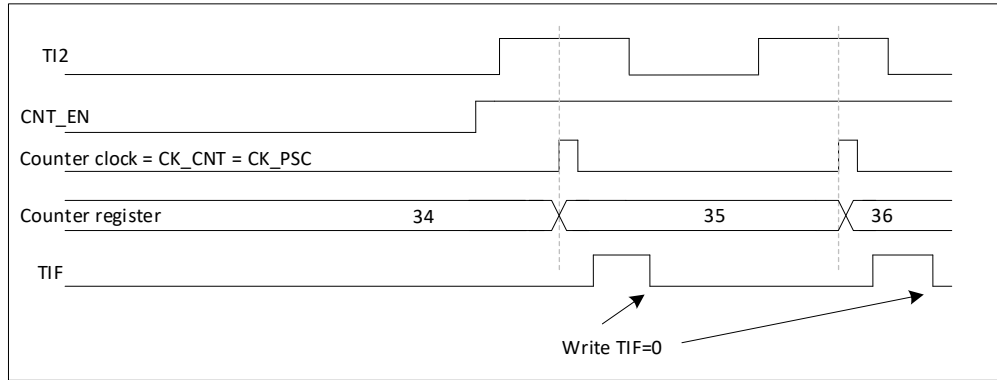 TI2
CNT_EN
Counter clock = CK_CNT = CK_PSC
Counter register 34 35 36
TIF
Write TIF=0